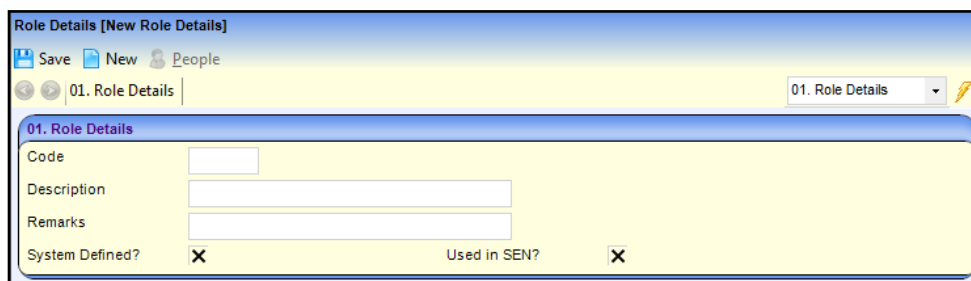 Role Details [New Role Details]
Save New People
01. Role Details 01. Role Details
01. Role Details
Code
Description
Remarks
System Defined? Used in SEN?